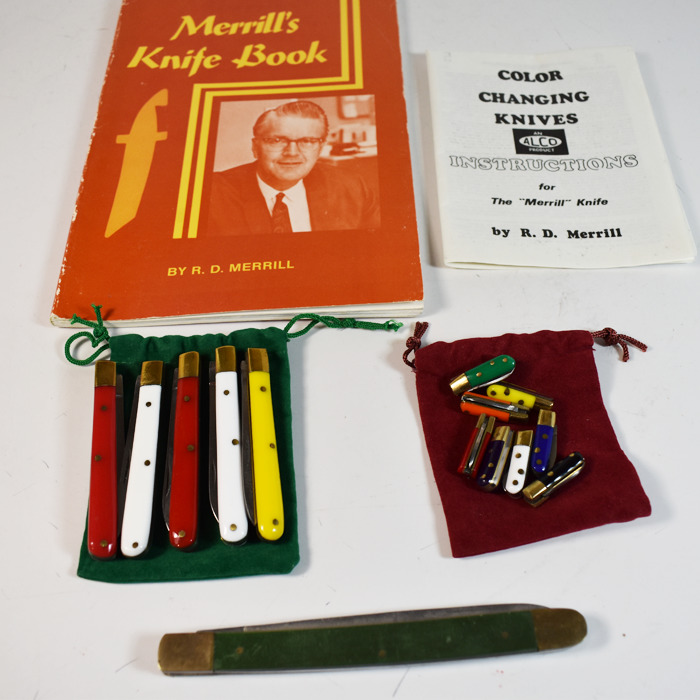 Merrill's
Knife Book
BY R. D. MERRILL
COLOR
CHANGING
KNIVES
AN
ALCO
PRODUCT
INSTRUCTIONS
for
The "Merrill" Knife
by R. D. Merrill